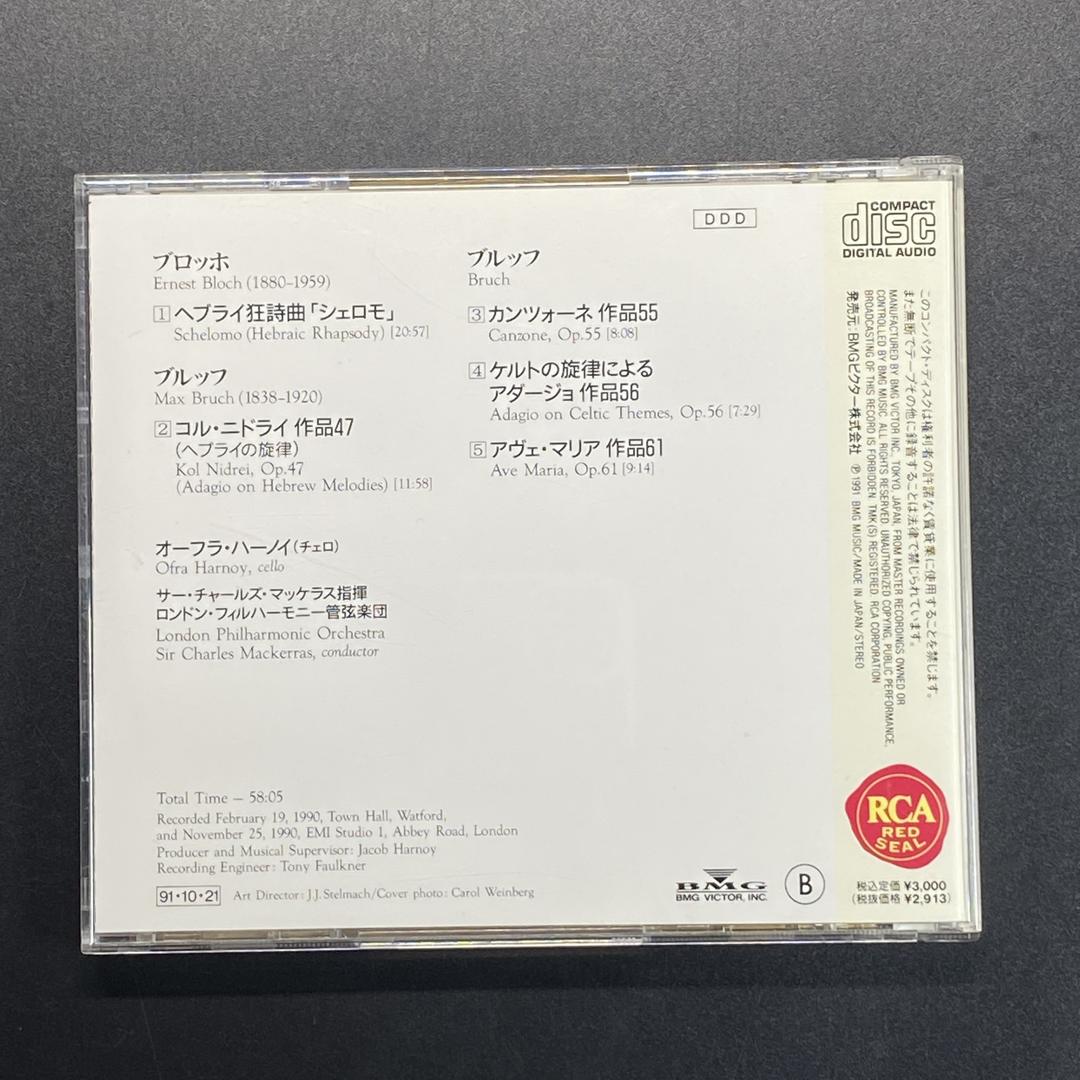 DDD
ブロッホ
Ernest Bloch (1880–1959)
1 ヘブライ狂詩曲「シェロモ」
Schelomo (Hebraic Rhapsody) [20:57]
ブルッフ
Max Bruch (1838–1920)
2 コル・ニドライ 作品47
(ヘブライの旋律)
Kol Nidrei, Op.47
(Adagio on Hebrew Melodies) [11:58]
ブルッフ
Bruch
3 カンツォーネ 作品55
Canzone, Op.55 [8:08]
4 ケルトの旋律による
アダージョ 作品56
Adagio on Celtic Themes, Op.56 [7:29]
5 アヴェ・マリア 作品61
Ave Maria, Op.61 [9:14]
オーフラ・ハーノイ(チェロ)
Ofra Harnoy, cello
サー・チャールズ・マッケラス指揮
ロンドン・フィルハーモニー管弦楽団
London Philharmonic Orchestra
Sir Charles Mackerras, conductor
Total Time – 58:05
Recorded February 19, 1990, Town Hall, Watford,
and November 25, 1990, EMI Studio 1, Abbey Road, London
Producer and Musical Supervisor: Jacob Harnoy
Recording Engineer: Tony Faulkner
91・10・21 Art Director: J.J. Stelmach/Cover photo: Carol Weinberg
BMG
BMG VICTOR, INC.
B
COMPACT
disc
DIGITAL AUDIO
このコンパクト・ディスクは権利者の許諾なく賃貸業に使用することを禁じます。
また無断でテープその他に録音することは法律で禁じられています。
MANUFACTURED BY BMG VICTOR INC., TOKYO, JAPAN, FROM MASTER RECORDINGS OWNED OR
CONTROLLED BY BMG MUSIC. ALL RIGHTS RESERVED. UNAUTHORIZED COPYING, PUBLIC PERFORMANCE,
BROADCASTING OF THIS RECORD IS FORBIDDEN. TMK(S) REGISTERED. RCA CORPORATION
発売元: BMGビクター株式会社 ℗1991 BMG MUSIC/MADE IN JAPAN/STEREO
RCA
RED
SEAL
税込定価 ¥3,000
(税抜価格 ¥2,913)